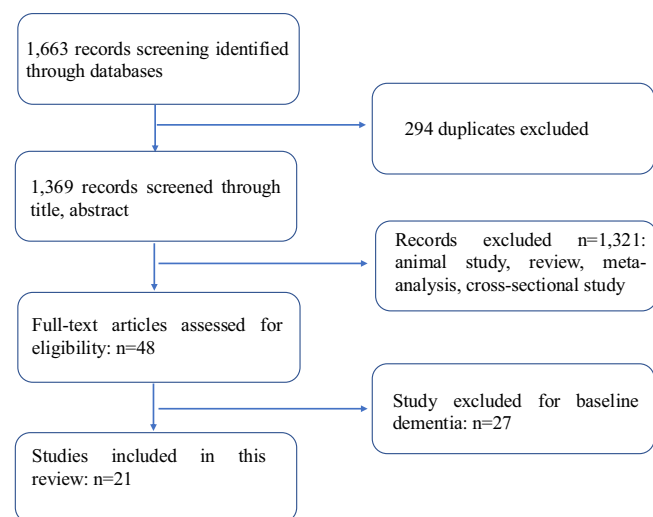 1,663 records screening identified
through databases
294 duplicates excluded
1,369 records screened through
title, abstract
Records excluded n=1,321:
animal study, review, meta-
analysis, cross-sectional study
Full-text articles assessed for
eligibility: n=48
Study excluded for baseline
dementia: n=27
Studies included in this
review: n=21